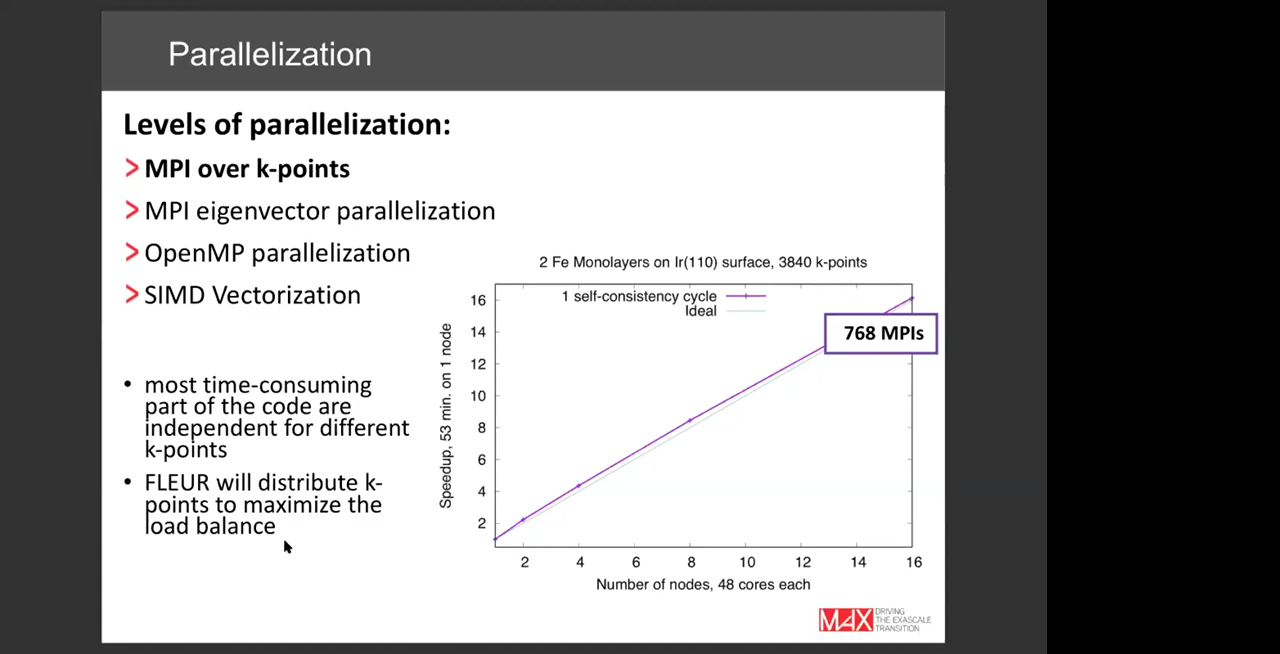 Parallelization
Levels of parallelization:
> MPI over k-points
> MPI eigenvector parallelization
> OpenMP parallelization
> SIMD Vectorization
• most time-consuming
part of the code are
independent for different
k-points
• FLEUR will distribute k-
points to maximize the
load balance
2 Fe Monolayers on Ir(110) surface, 3840 k-points
1 self-consistency cycle
Ideal
768 MPIs
Speedup, 53 min. on 1 node
16
14
12
10
8
6
4
2
2 4 6 8 10 12 14 16
Number of nodes, 48 cores each
MAX
DRIVING
THE EXASCALE
TRANSITION